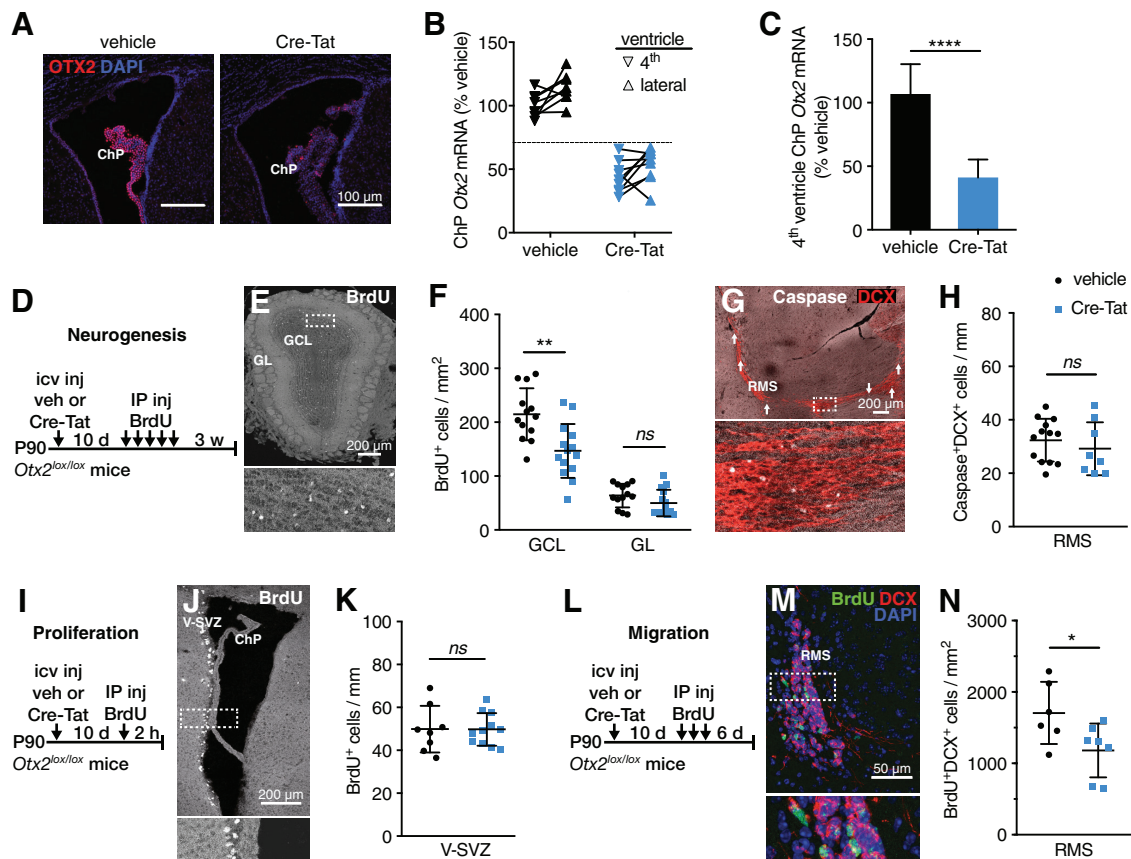 A
vehicle
Cre-Tat
OTX2 DAPI
ChP
ChP
100 µm
B
ChP Otx2 mRNA (% vehicle)
150
100
50
0
ventricle
4th
lateral
vehicle
Cre-Tat
C
4th ventricle ChP Otx2 mRNA
(% vehicle)
150
100
50
0
****
vehicle
Cre-Tat
D
Neurogenesis
icv inj
veh or
Cre-Tat
IP inj
BrdU
10 d
3 w
P90
Otx2lox/lox mice
E
BrdU
GCL
GL
200 µm
F
BrdU+ cells / mm2
400
300
200
100
0
**
ns
GCL
GL
G
Caspase DCX
RMS
200 µm
H
vehicle
Cre-Tat
Caspase+DCX+ cells / mm
80
60
40
20
0
ns
RMS
I
Proliferation
icv inj
veh or
Cre-Tat
IP inj
BrdU
10 d
2 h
P90
Otx2lox/lox mice
J
BrdU
V-SVZ
ChP
200 µm
K
BrdU+ cells / mm
100
80
60
40
20
0
ns
V-SVZ
L
Migration
icv inj
veh or
Cre-Tat
IP inj
BrdU
10 d
6 d
P90
Otx2lox/lox mice
M
BrdU DCX
DAPI
RMS
50 µm
N
BrdU+DCX+ cells / mm2
3000
2000
1000
0
*
RMS